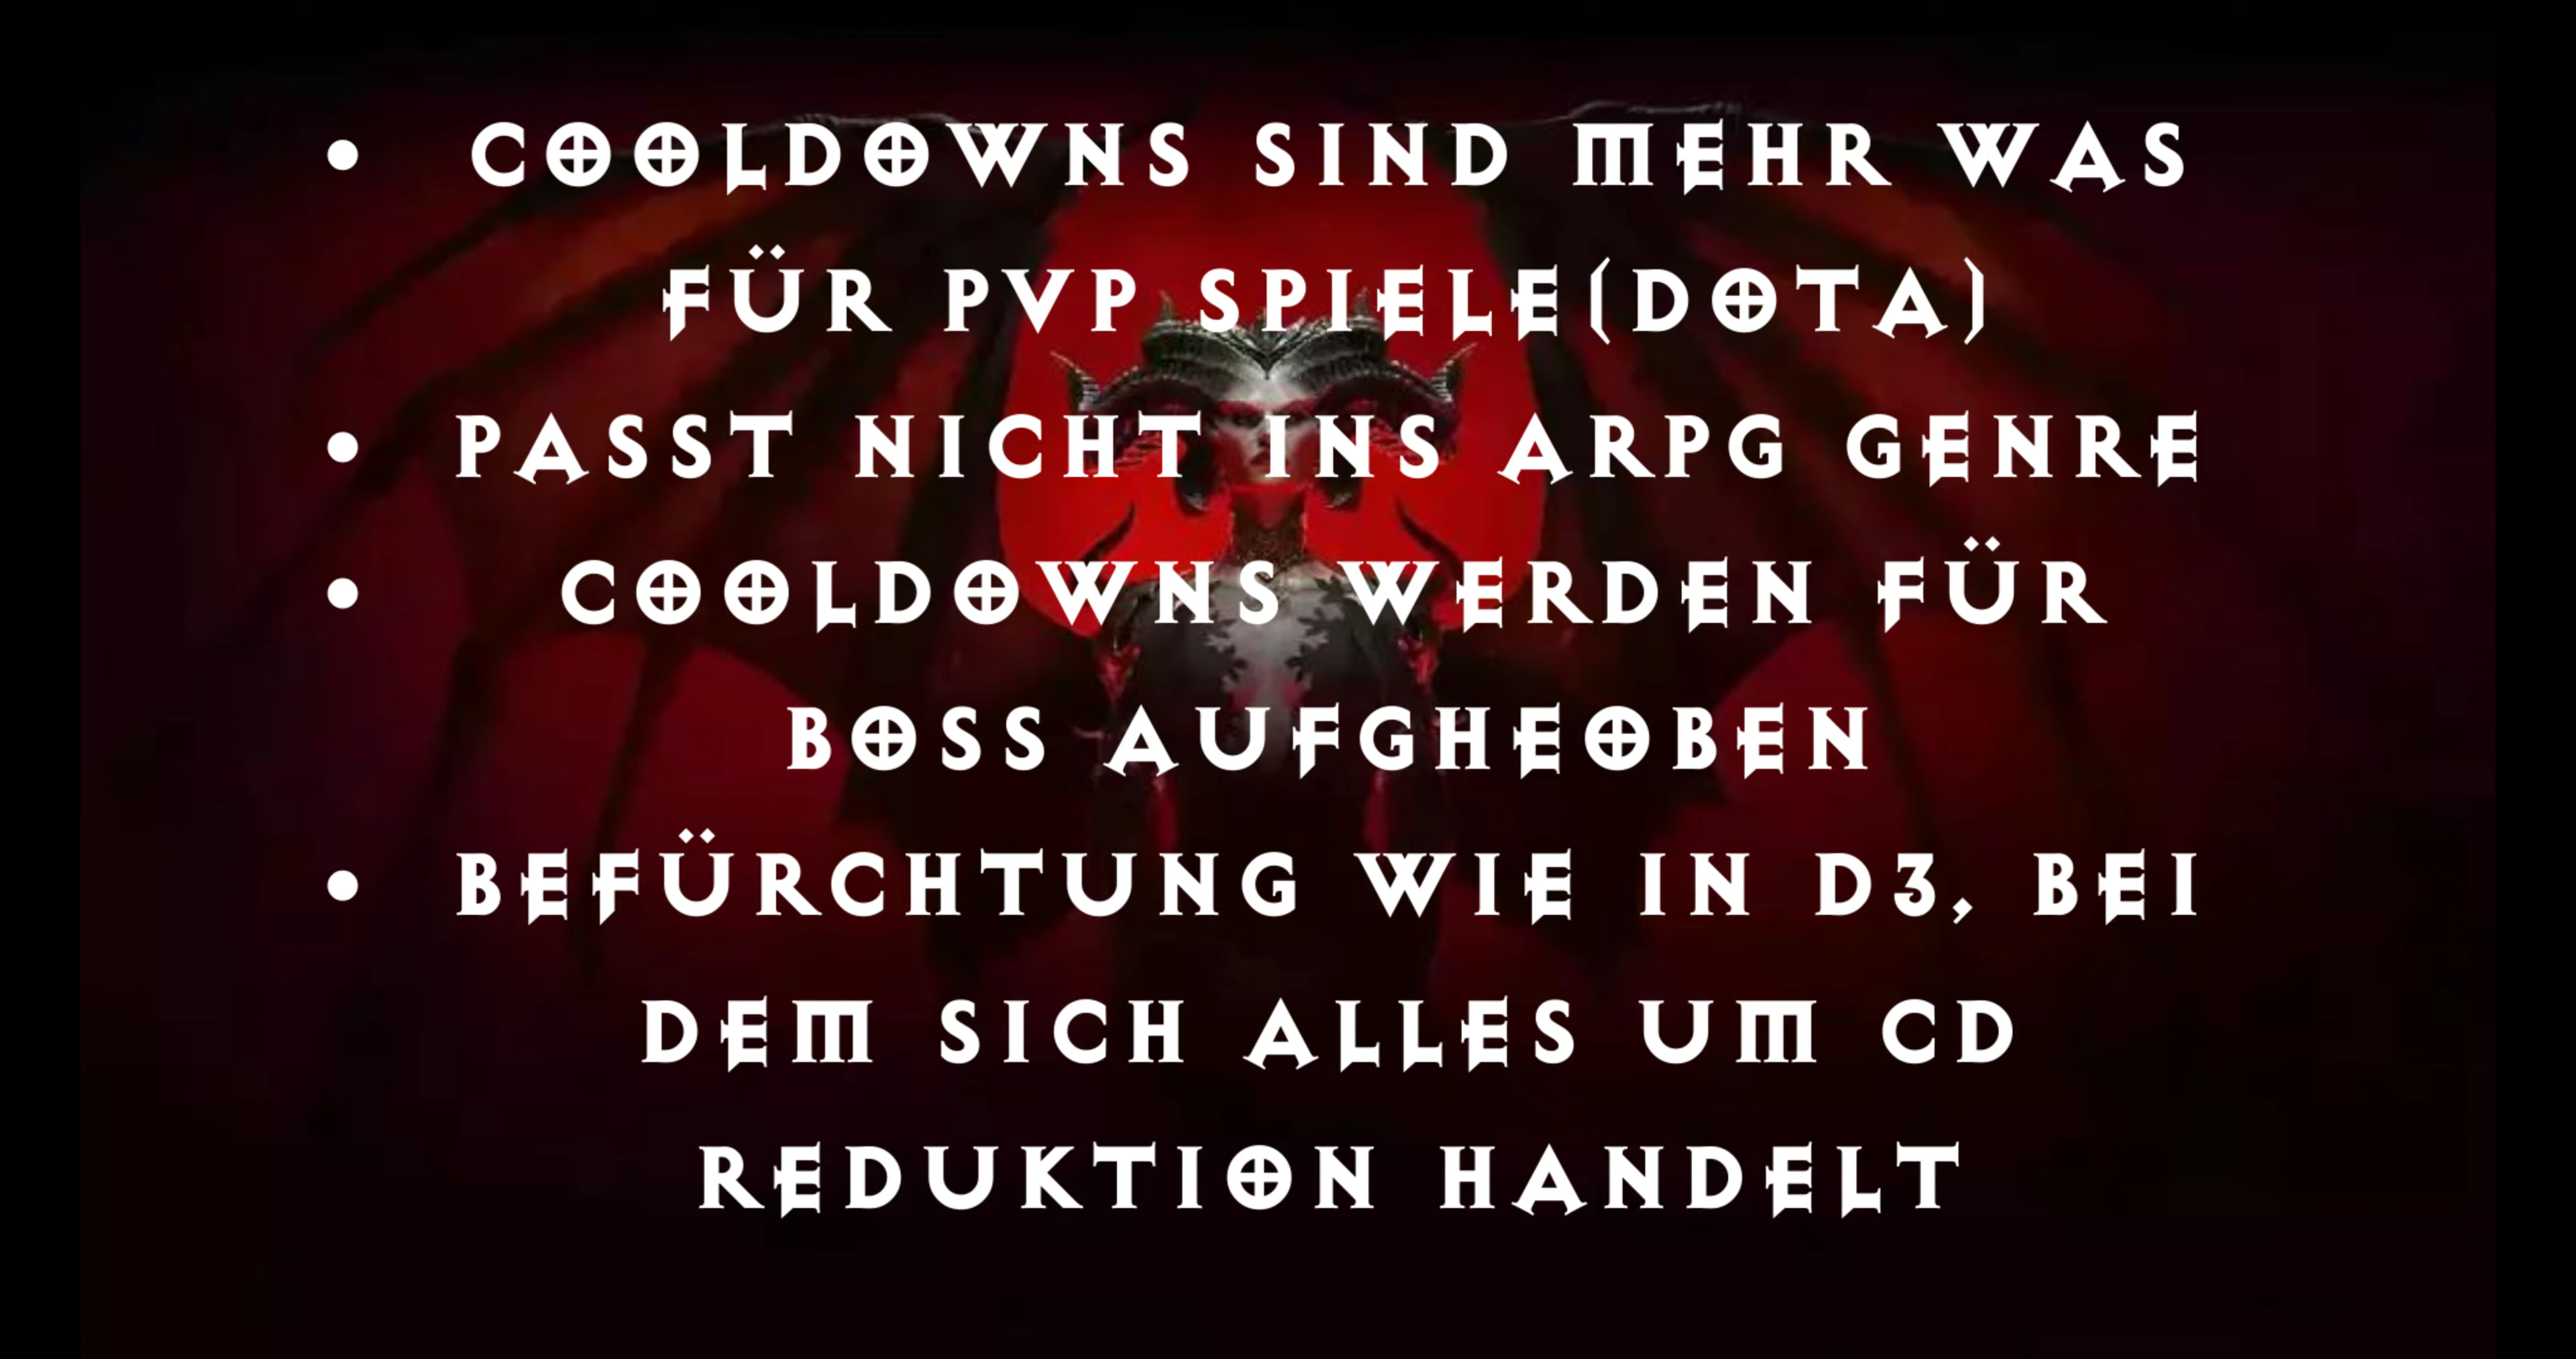 • COOLDOWNS SIND MEHR WAS
FÜR PVP SPIELE(DOTA)
• PASST NICHT INS ARPG GENRE
• COOLDOWNS WERDEN FÜR
BOSS AUFGHEOBEN
• BEFÜRCHTUNG WIE IN D3, BEI
DEM SICH ALLES UM CD
REDUKTION HANDELT